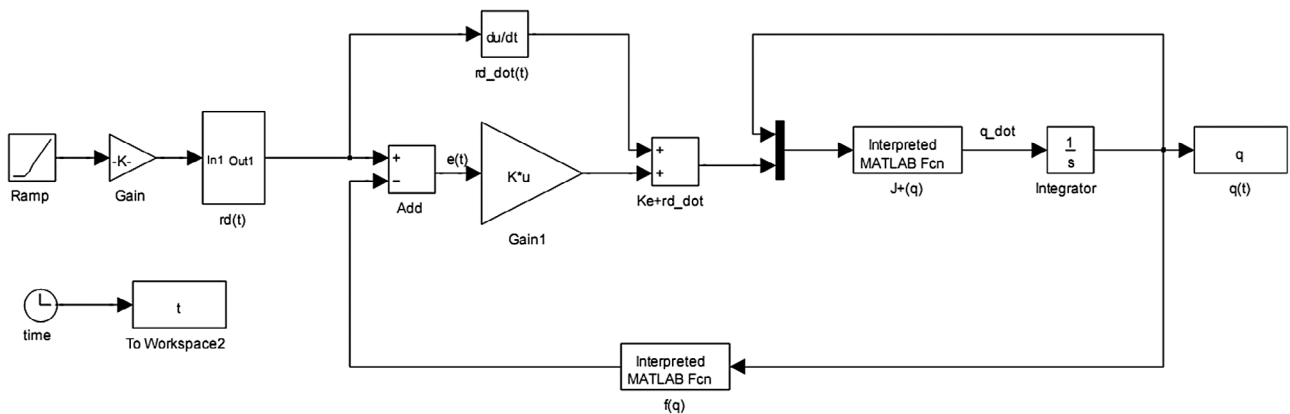 du/dt
rd_dot(t)
Ramp
-K-
Gain
In1 Out1
rd(t)
+
−
Add
e(t)
K*u
Gain1
+
+
Ke+rd_dot
Interpreted
MATLAB Fcn
J+(q)
q_dot
1
s
Integrator
q
q(t)
time
t
To Workspace2
Interpreted
MATLAB Fcn
f(q)